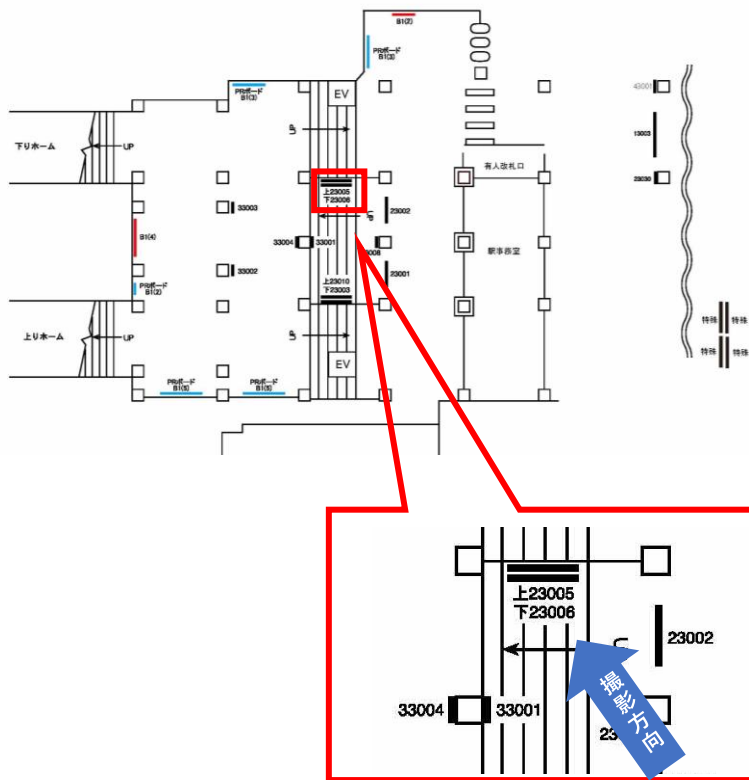 B1(2)
PRボード
B1(3)
PRボード
B1(3)
EV
43001
UP
13003
下りホーム
UP
有人改札口
23030
上23005
下23006
33003
23002
B1(4)
33004
33001
駅事務室
33002
23001
上23010
下23003
PRボード
B1(2)
特殊
特殊
上りホーム
UP
UP
特殊
特殊
EV
PRボード
B1(5)
PRボード
B1(5)
上23005
下23006
23002
撮影方向
33004
33001